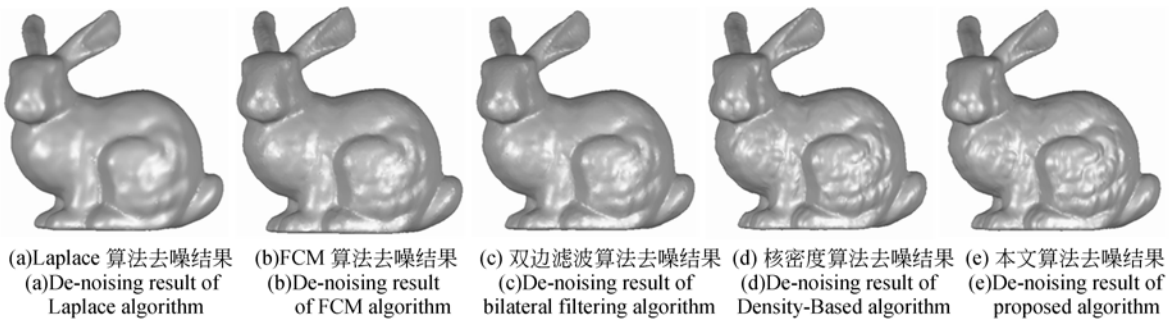 (a)Laplace 算法去噪结果
(a)De-noising result of
Laplace algorithm
(b)FCM 算法去噪结果
(b)De-noising result
of FCM algorithm
(c) 双边滤波算法去噪结果
(c)De-noising result of
bilateral filtering algorithm
(d) 核密度算法去噪结果
(d)De-noising result of
Density-Based algorithm
(e) 本文算法去噪结果
(e)De-noising result of
proposed algorithm